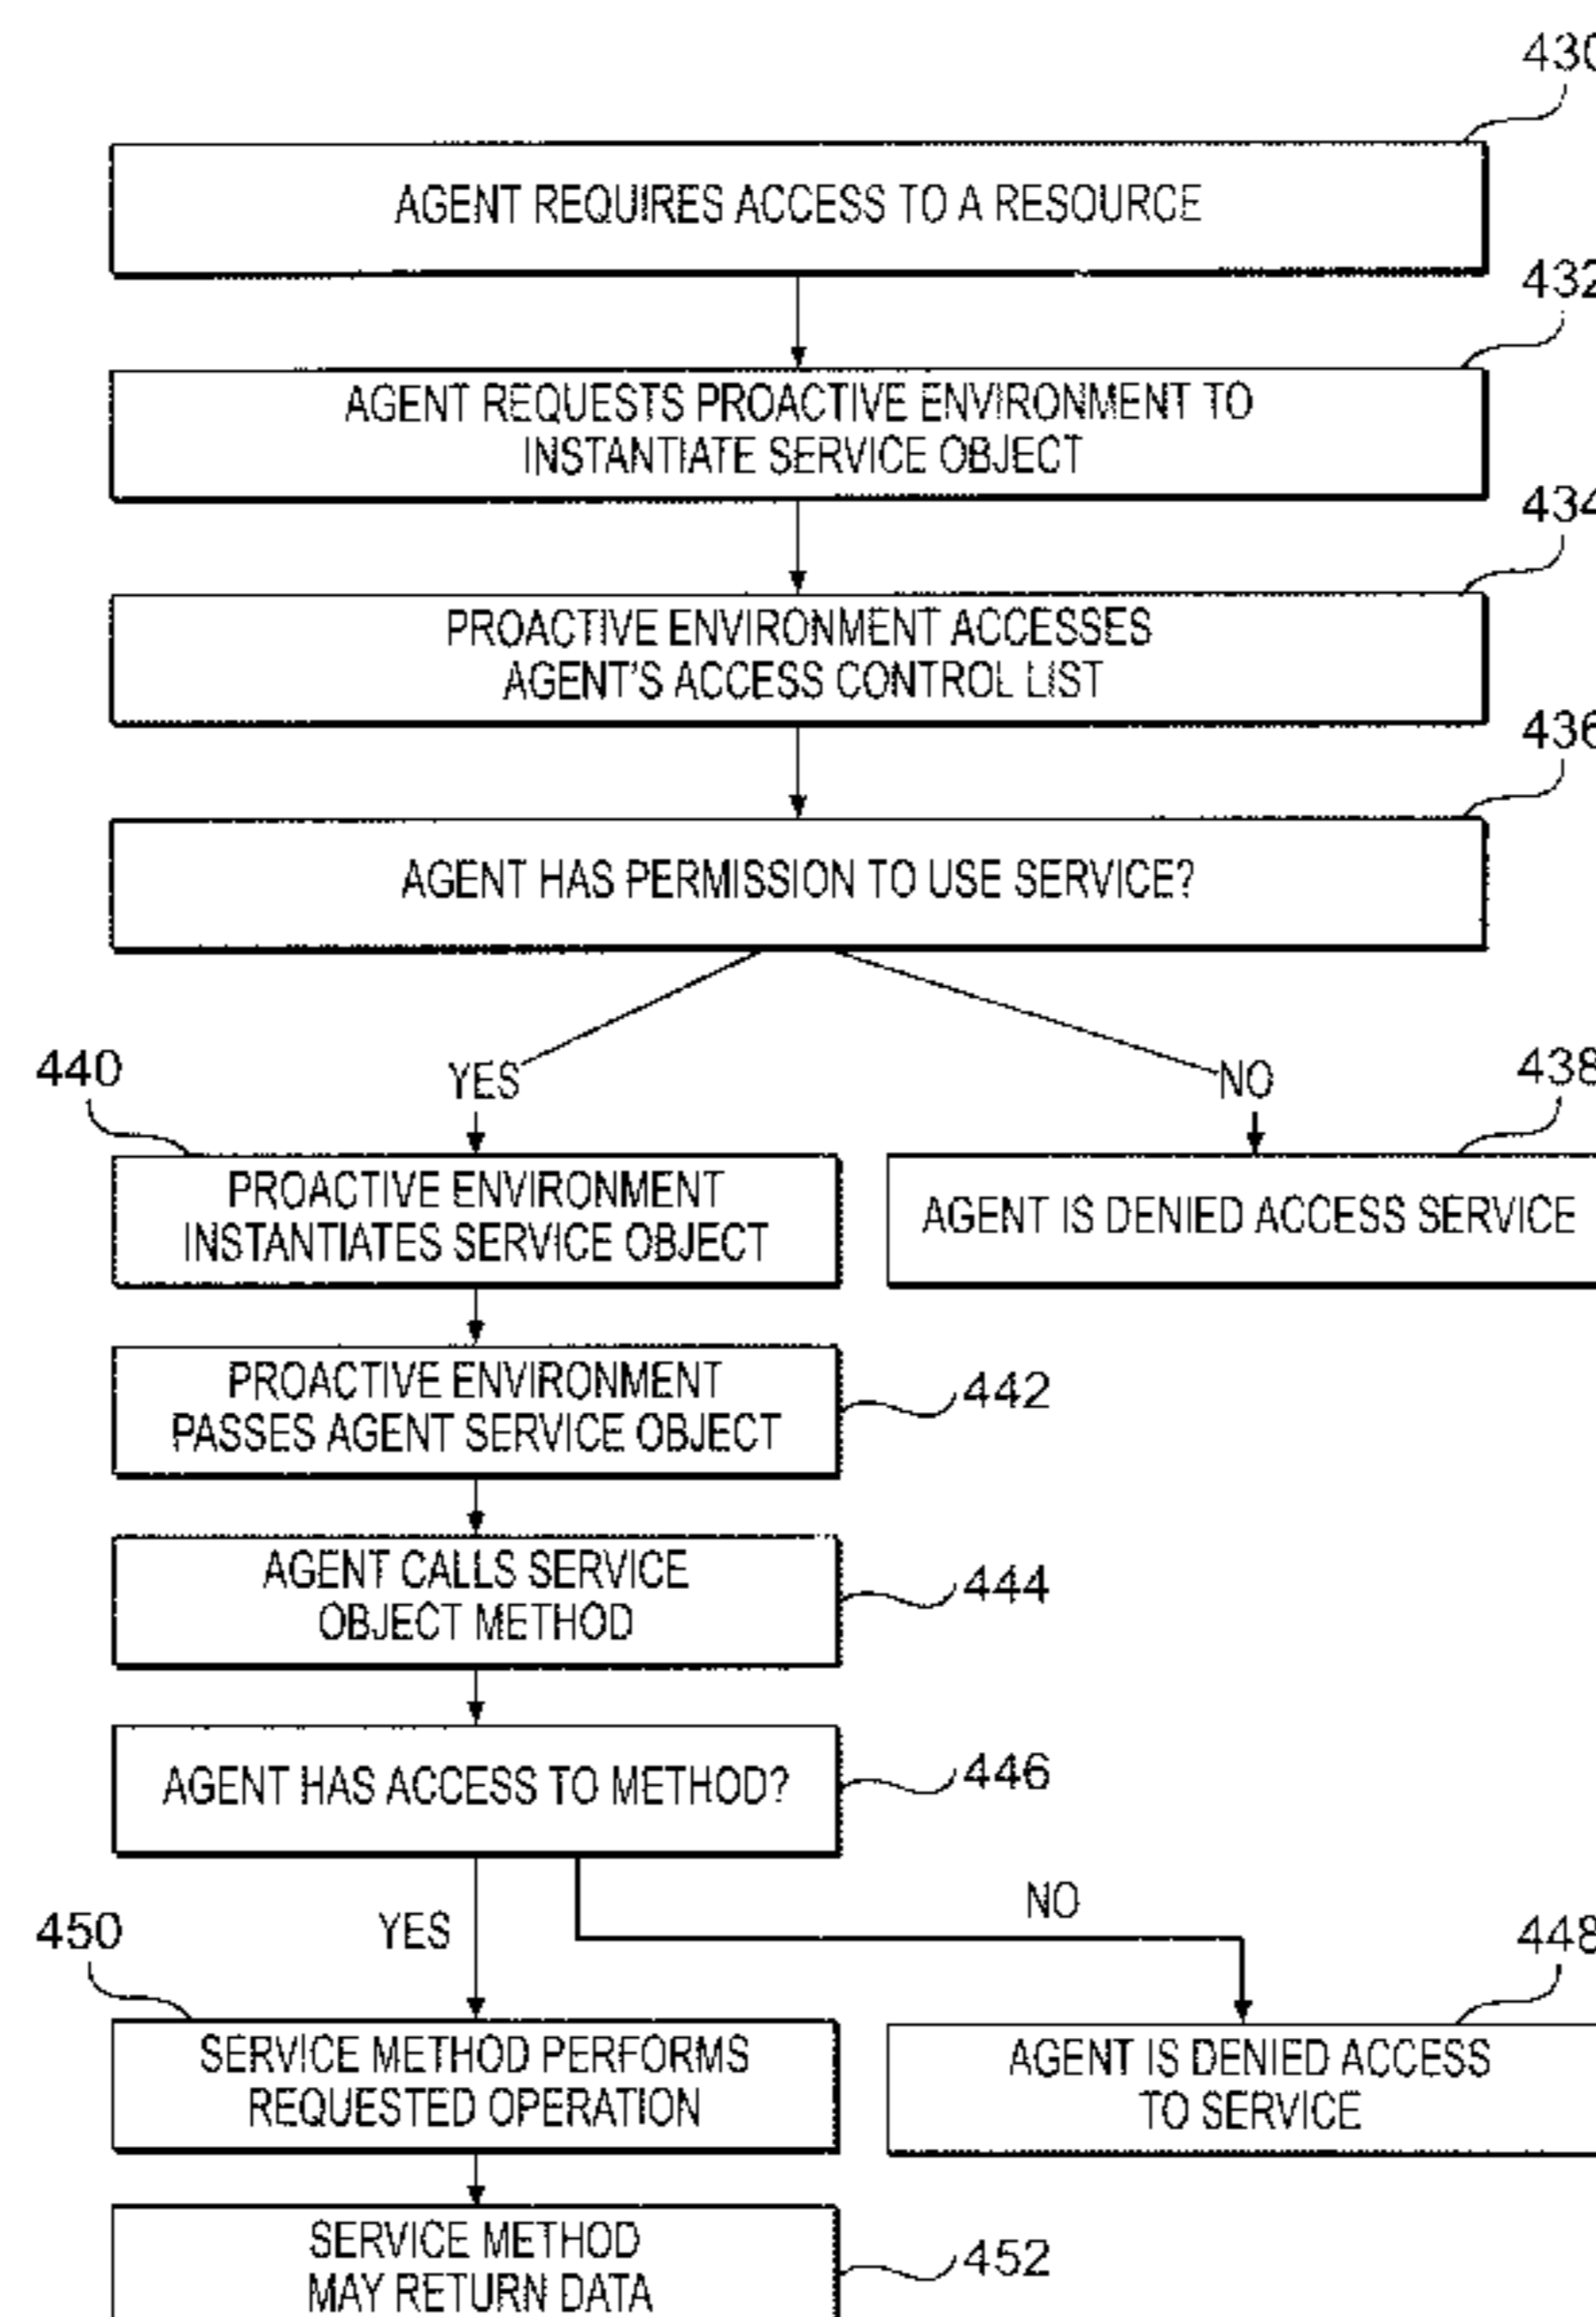 430
AGENT REQUIRES ACCESS TO A RESOURCE
432
AGENT REQUESTS PROACTIVE ENVIRONMENT TO
INSTANTIATE SERVICE OBJECT
434
PROACTIVE ENVIRONMENT ACCESSES
AGENT'S ACCESS CONTROL LIST
436
AGENT HAS PERMISSION TO USE SERVICE?
440
YES
NO
438
PROACTIVE ENVIRONMENT
INSTANTIATES SERVICE OBJECT
AGENT IS DENIED ACCESS SERVICE
PROACTIVE ENVIRONMENT
PASSES AGENT SERVICE OBJECT
442
AGENT CALLS SERVICE
OBJECT METHOD
444
AGENT HAS ACCESS TO METHOD?
446
450
YES
NO
448
SERVICE METHOD PERFORMS
REQUESTED OPERATION
AGENT IS DENIED ACCESS
TO SERVICE
SERVICE METHOD
MAY RETURN DATA
452